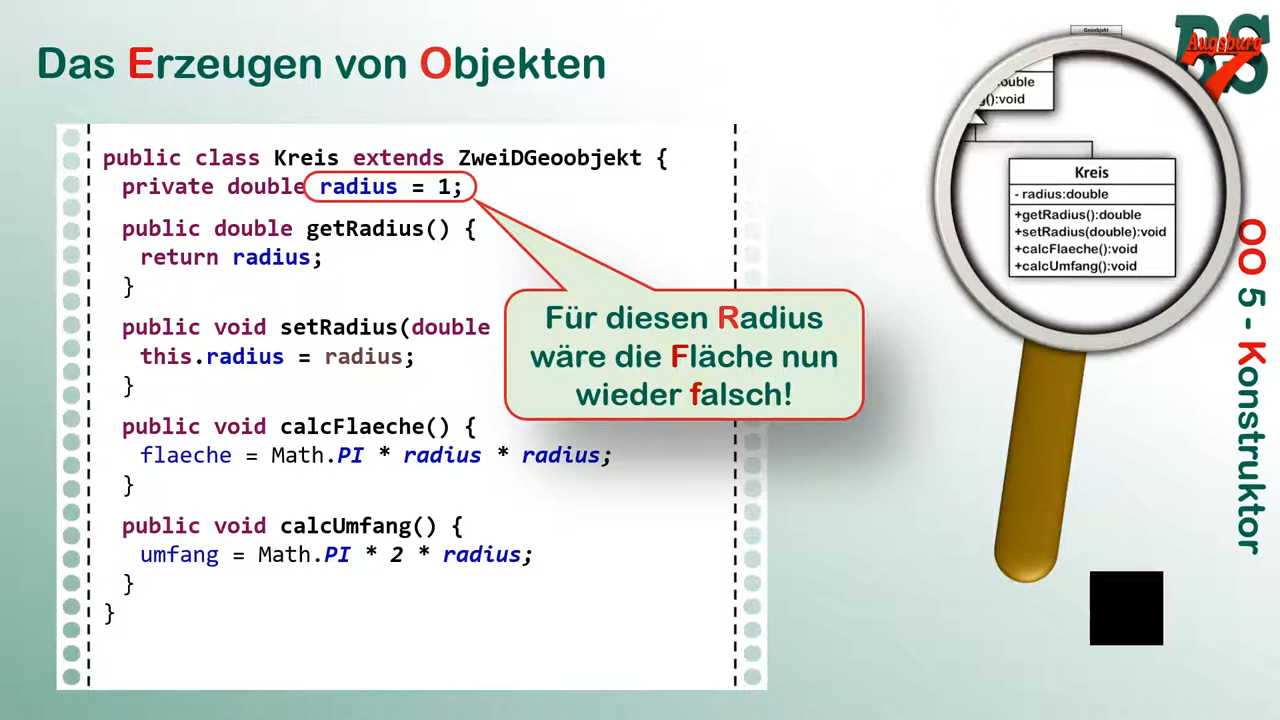 Das Erzeugen von Objekten
public class Kreis extends ZweiDGeoobjekt {
private double radius = 1;
public double getRadius() {
return radius;
}
public void setRadius(double
this.radius = radius;
}
public void calcFlaeche() {
flaeche = Math.PI * radius * radius;
}
public void calcUmfang() {
umfang = Math.PI * 2 * radius;
}
}
Für diesen Radius
wäre die Fläche nun
wieder falsch!
Geoobjekt
():void
Kreis
- radius:double
+getRadius():double
+setRadius(double):void
+calcFlaeche():void
+calcUmfang():void
BS
Augsburg
7
OO 5 - Konstruktor